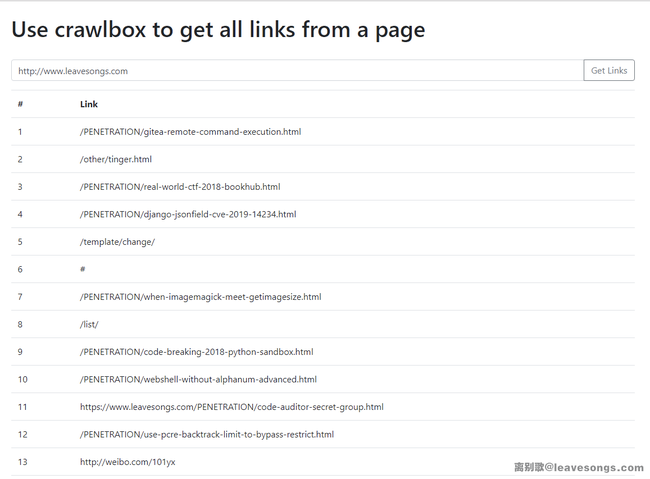 Use crawlbox to get all links from a page
http://www.leavesongs.com Get Links
# Link
1 /PENETRATION/gitea-remote-command-execution.html
2 /other/tinger.html
3 /PENETRATION/real-world-ctf-2018-bookhub.html
4 /PENETRATION/django-jsonfield-cve-2019-14234.html
5 /template/change/
6 #
7 /PENETRATION/when-imagemagick-meet-getimagesize.html
8 /list/
9 /PENETRATION/code-breaking-2018-python-sandbox.html
10 /PENETRATION/webshell-without-alphanum-advanced.html
11 https://www.leavesongs.com/PENETRATION/code-auditor-secret-group.html
12 /PENETRATION/use-pcre-backtrack-limit-to-bypass-restrict.html
13 http://weibo.com/101yx
离别歌@leavesongs.com